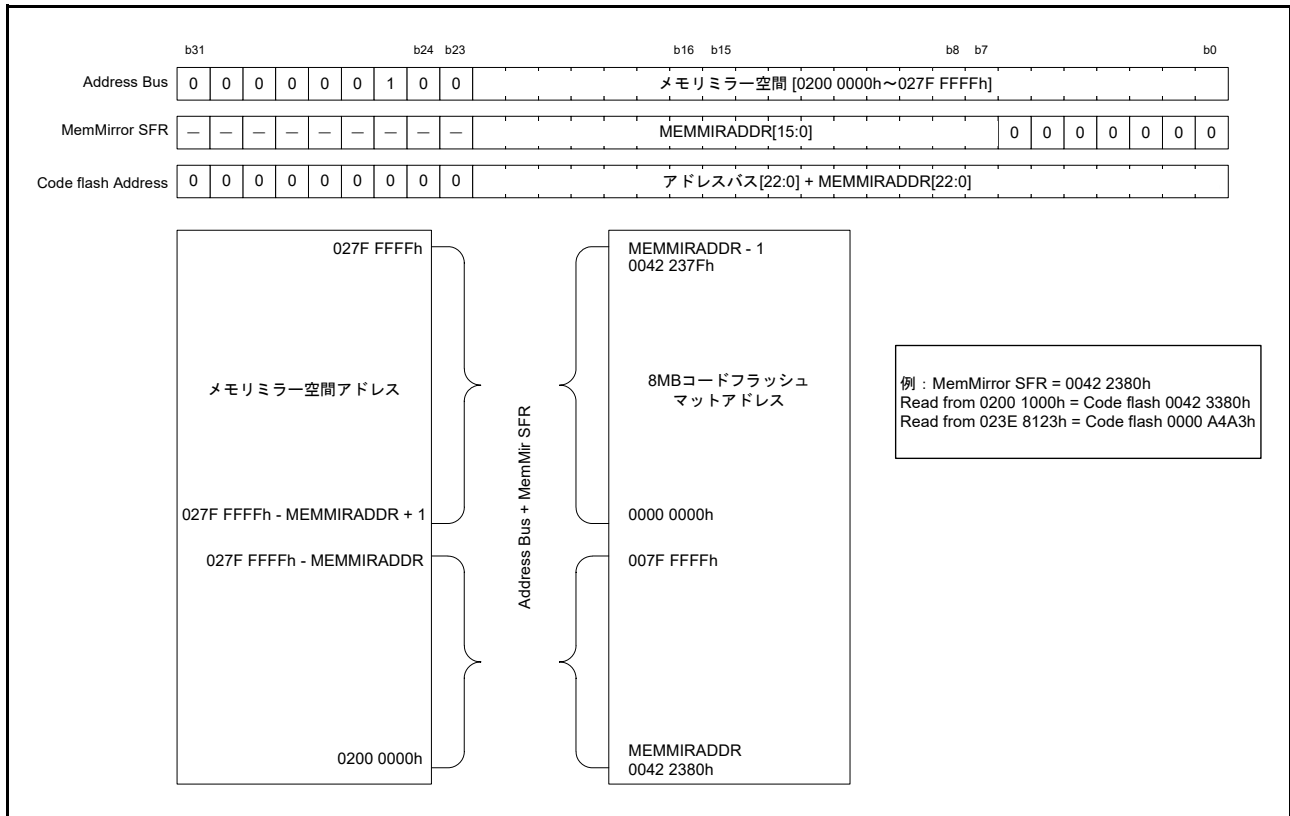 b31 b24 b23 b16 b15 b8 b7 b0
Address Bus 0 0 0 0 0 0 1 0 0 メモリミラー空間 [0200 0000h～027F FFFFh]
MemMirror SFR － － － － － － － － － MEMMIRADDR[15:0] 0 0 0 0 0 0 0
Code flash Address 0 0 0 0 0 0 0 0 0 アドレスバス[22:0] + MEMMIRADDR[22:0]
027F FFFFh
メモリミラー空間アドレス
027F FFFFh - MEMMIRADDR + 1
027F FFFFh - MEMMIRADDR
0200 0000h
Address Bus + MemMir SFR
MEMMIRADDR - 1
0042 237Fh
8MBコードフラッシュ
マットアドレス
0000 0000h
007F FFFFh
MEMMIRADDR
0042 2380h
例：MemMirror SFR = 0042 2380h
Read from 0200 1000h = Code flash 0042 3380h
Read from 023E 8123h = Code flash 0000 A4A3h